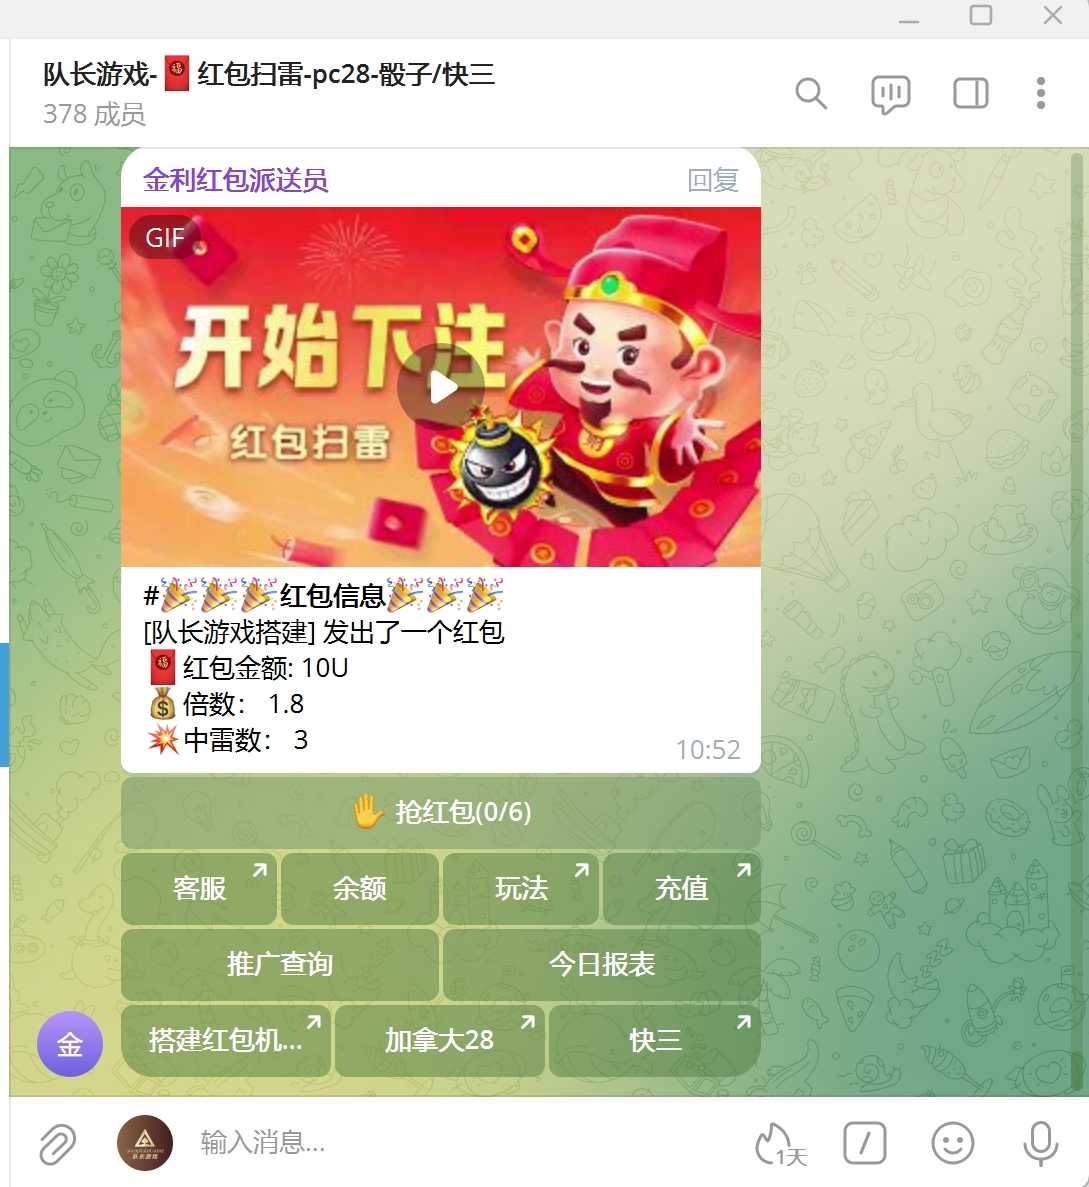 队长游戏-🧧红包扫雷-pc28-骰子/快三
378 成员
金利红包派送员
回复
GIF
开始下注
红包扫雷
#🎉🎉🎉红包信息🎉🎉🎉
[队长游戏搭建] 发出了一个红包
🧧红包金额: 10U
💰倍数： 1.8
💥中雷数： 3
10:52
🤚 抢红包(0/6)
客服
余额
玩法
充值
推广查询
今日报表
搭建红包机...
加拿大28
快三
金
队长游戏
输入消息...
1天